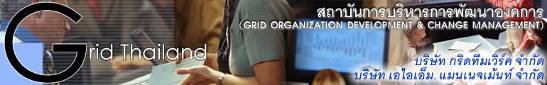 Grid Thailand
สถาบันการบริหารการพัฒนาองค์การ
(GRID ORGANIZATION DEVELOPMENT & CHANGE MANAGEMENT)
บริษัท กริดทีมเวิร์ค จำกัด
บริษัท เอไอเอ็ม. แมนเนจเม้นท์ จำกัด